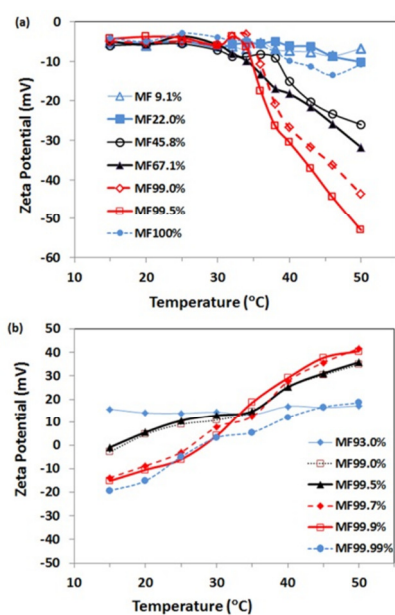 (a)
0
-10
-20
-30
-40
-50
-60
Zeta Potential (mV)
MF 9.1%
MF22.0%
MF45.8%
MF67.1%
MF99.0%
MF99.5%
MF100%
10 20 30 40 50
Temperature (°C)
(b)
50
40
30
20
10
0
-10
-20
-30
-40
-50
Zeta Potential (mV)
MF93.0%
MF99.0%
MF99.5%
MF99.7%
MF99.9%
MF99.99%
10 20 30 40 50
Temperature (°C)